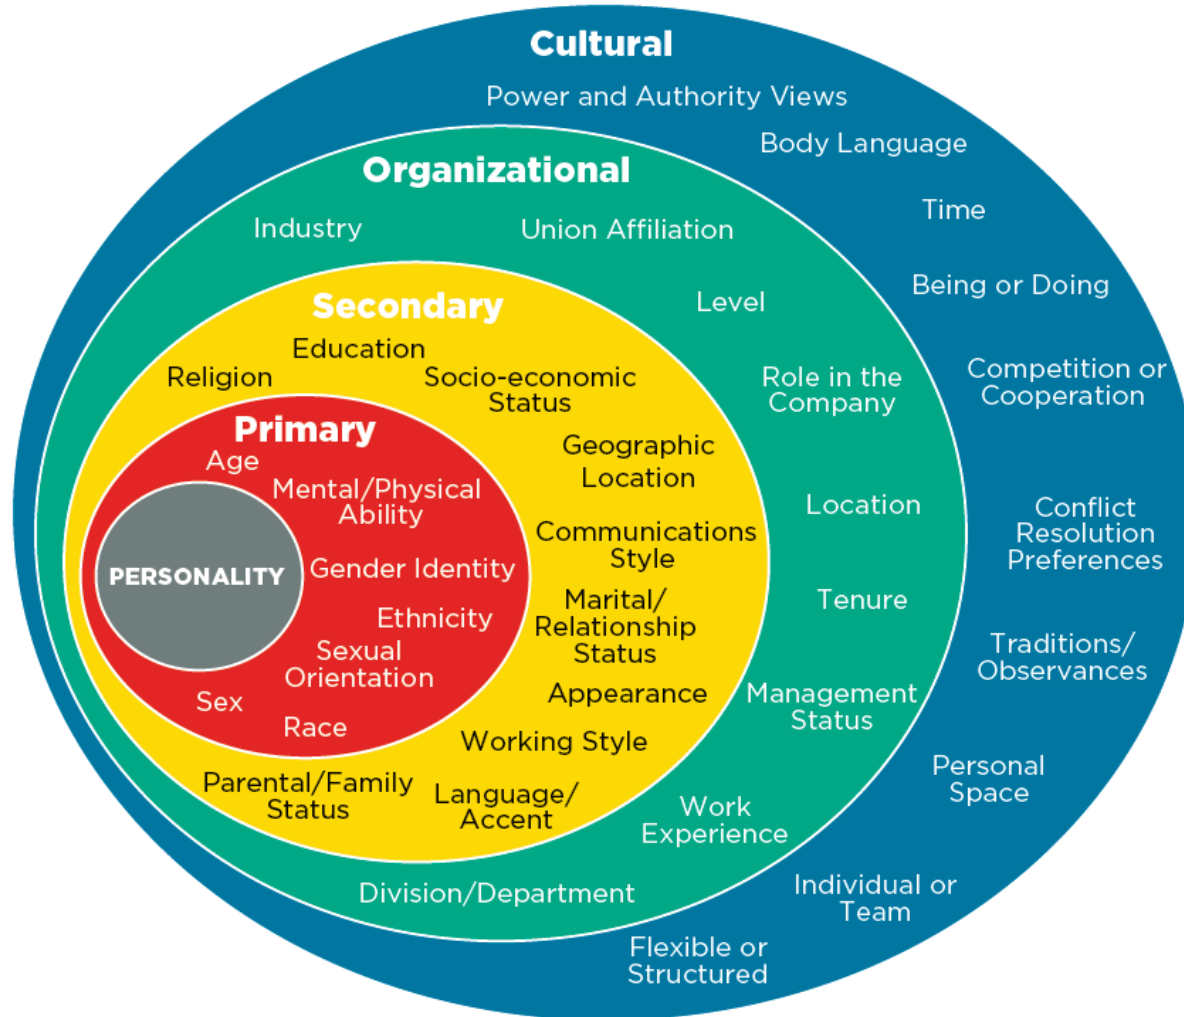 Cultural
Power and Authority Views
Body Language
Time
Being or Doing
Competition or
Cooperation
Conflict
Resolution
Preferences
Traditions/
Observances
Personal
Space
Individual or
Team
Flexible or
Structured
Organizational
Industry
Union Affiliation
Level
Role in the
Company
Location
Tenure
Management
Status
Work
Experience
Division/Department
Secondary
Religion
Education
Socio-economic
Status
Geographic
Location
Communications
Style
Marital/
Relationship
Status
Appearance
Working Style
Language/
Accent
Parental/Family
Status
Primary
Age
Mental/Physical
Ability
Gender Identity
Ethnicity
Sexual
Orientation
Sex
Race
PERSONALITY